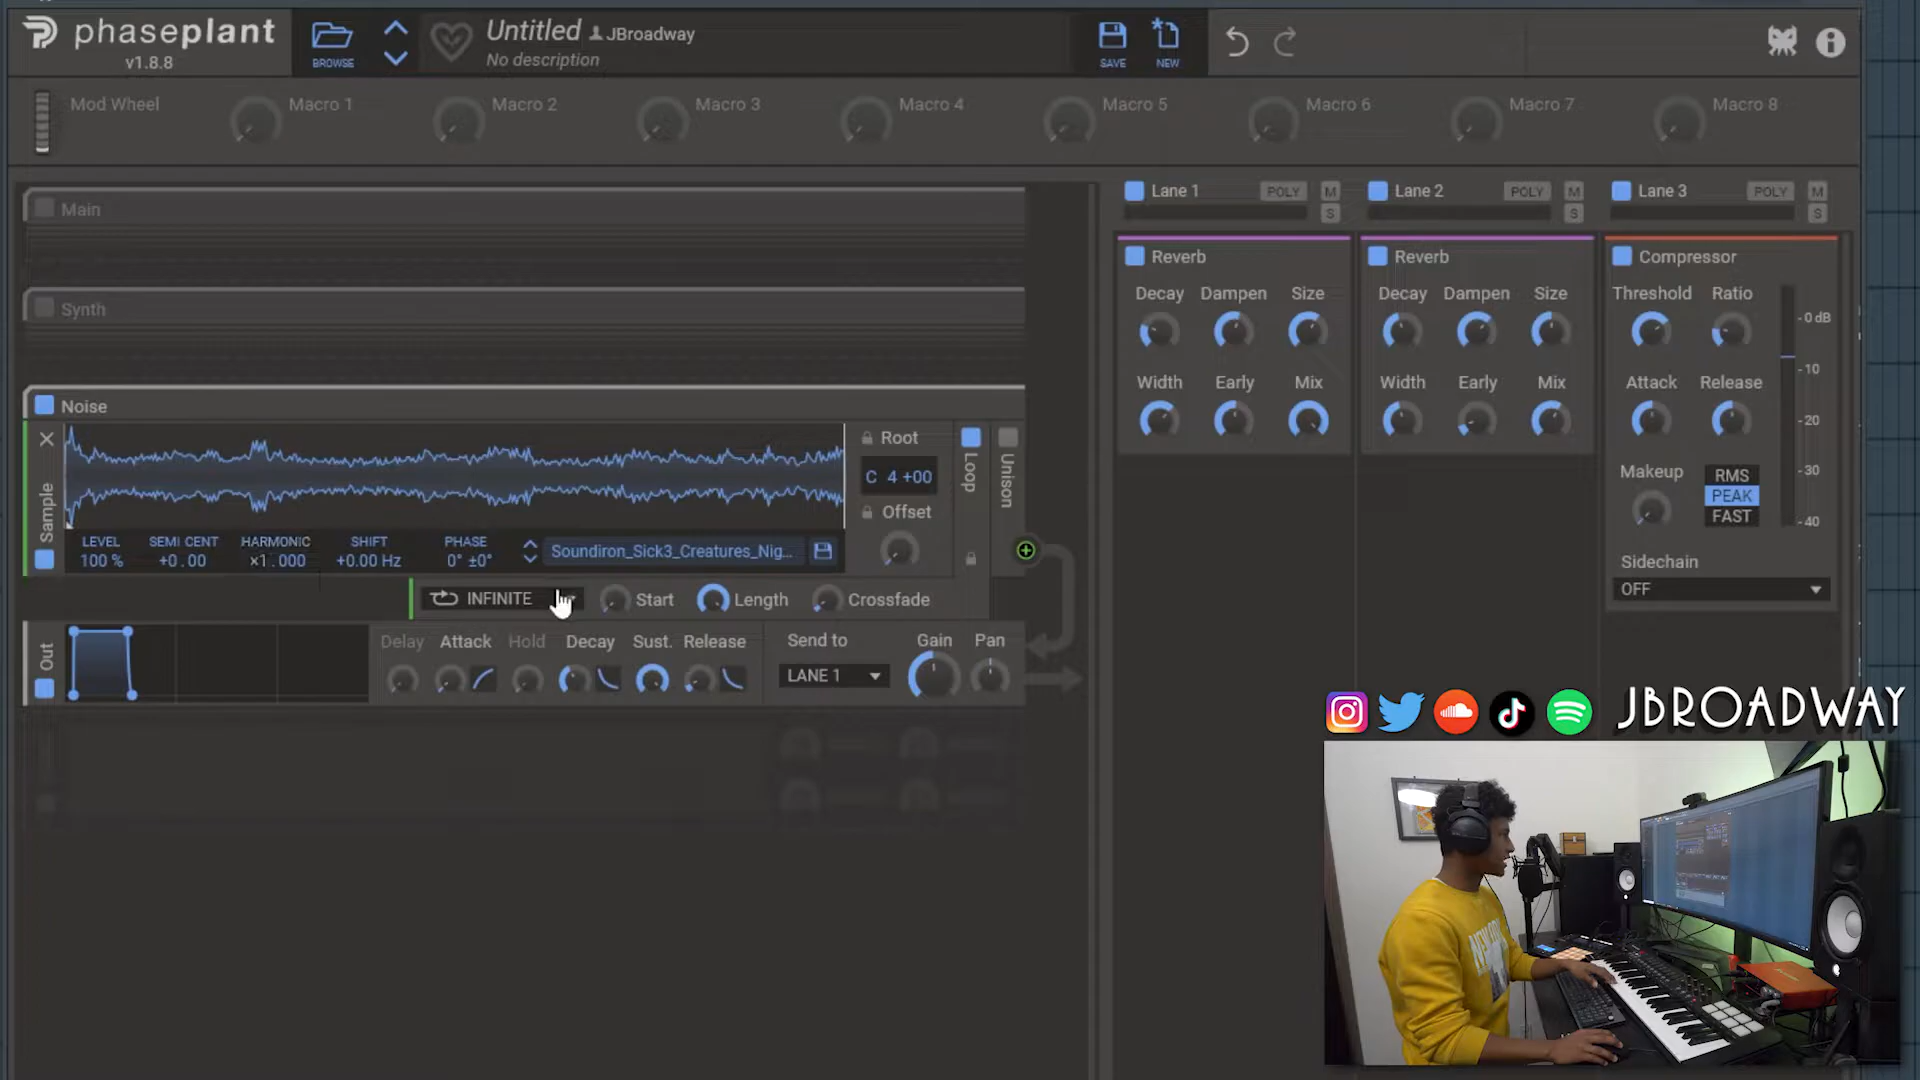 phaseplant
v1.8.8
BROWSE
Untitled JBroadway
No description
SAVE
NEW
Mod Wheel
Macro 1
Macro 2
Macro 3
Macro 4
Macro 5
Macro 6
Macro 7
Macro 8
Main
Synth
Noise
Sample
Root
C 4 +00
Offset
Loop
Unison
LEVEL
100 %
SEMI CENT
+0.00
HARMONIC
×1.000
SHIFT
+0.00 Hz
PHASE
0° ±0°
Soundiron_Sick3_Creatures_Nig...
INFINITE
Start
Length
Crossfade
Out
Delay
Attack
Hold
Decay
Sust.
Release
Send to
LANE 1
Gain
Pan
Lane 1 POLY M
S
Lane 2 POLY M
S
Lane 3 POLY M
S
Reverb
Decay Dampen Size
Width Early Mix
Reverb
Decay Dampen Size
Width Early Mix
Compressor
Threshold Ratio
Attack Release
Makeup
RMS
PEAK
FAST
0 dB
-10
-20
-30
-40
Sidechain
OFF
JBROADWAY